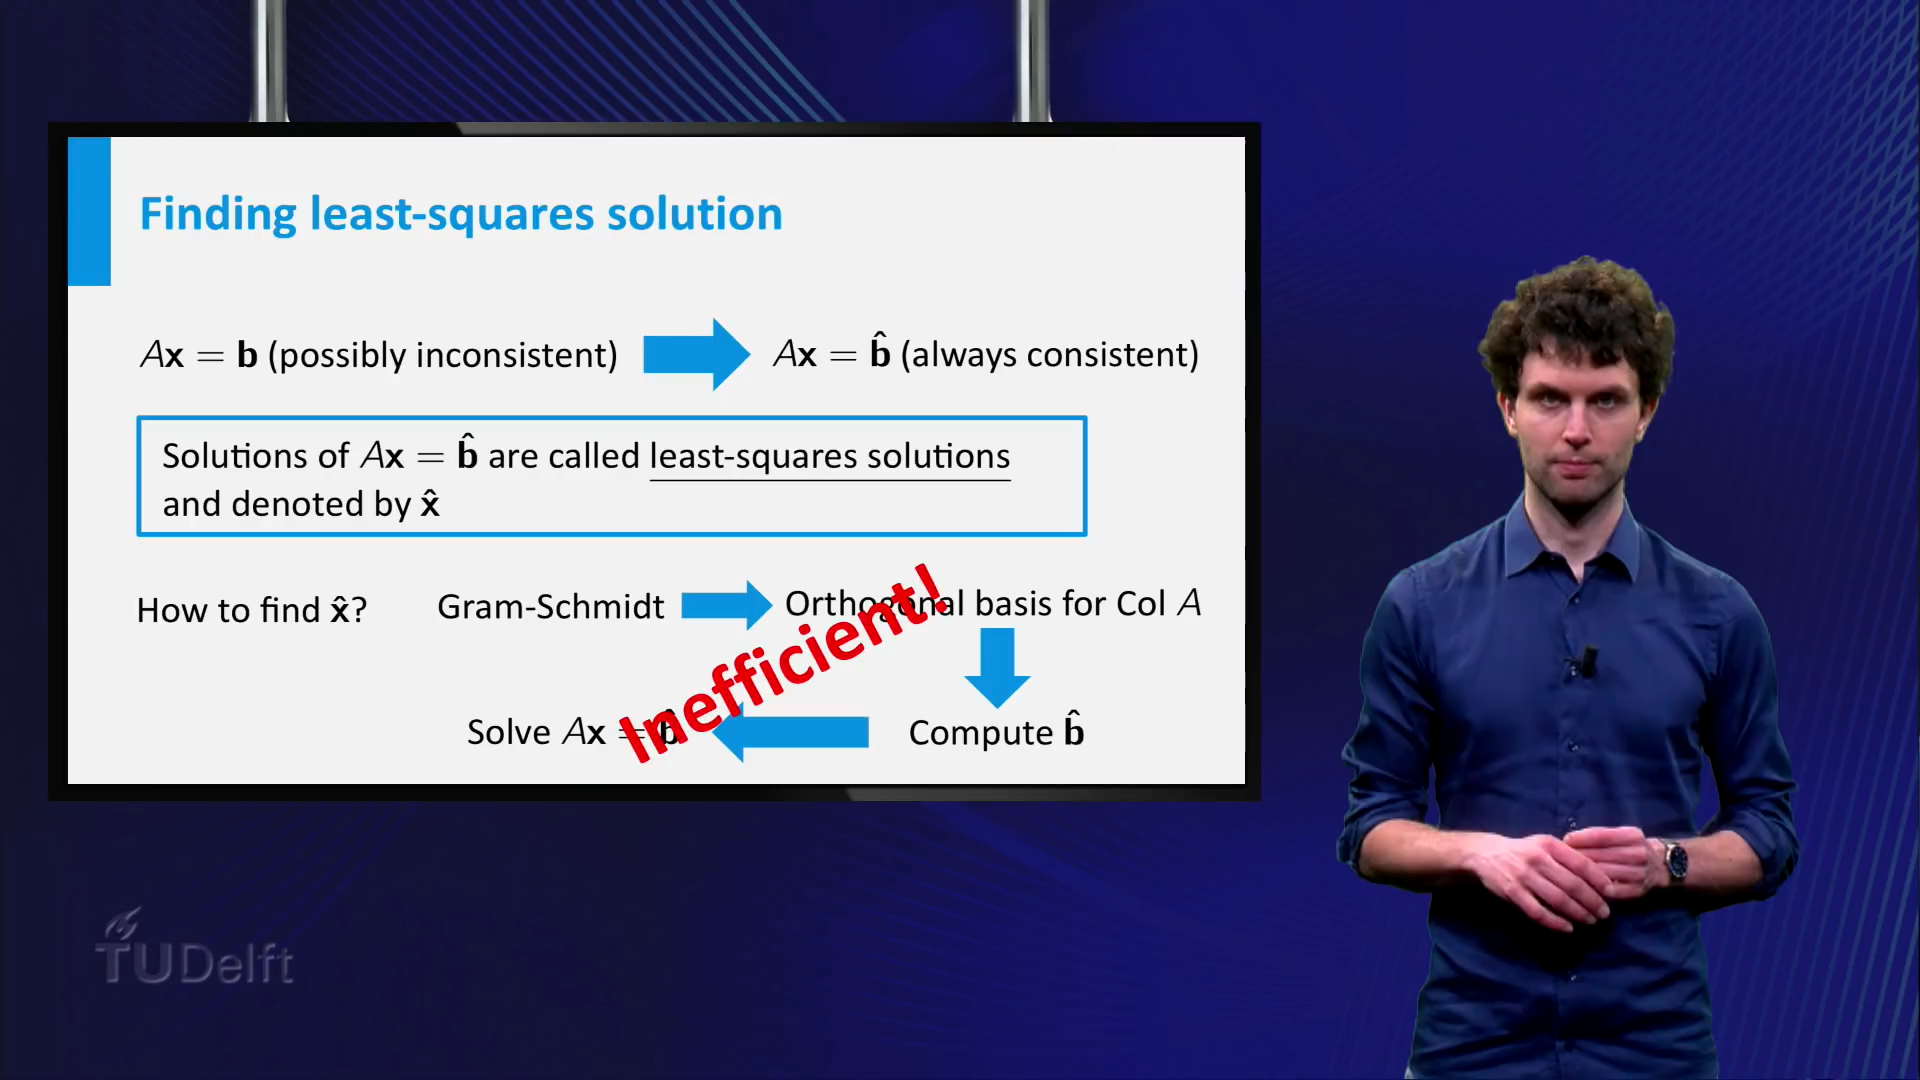 Finding least-squares solution
Ax = b (possibly inconsistent)
Ax = b̂ (always consistent)
Solutions of Ax = b̂ are called least-squares solutions
and denoted by x̂
How to find x̂?
Gram-Schmidt
Orthogonal basis for Col A
Inefficient!
Solve Ax = b̂
Compute b̂
TUDelft